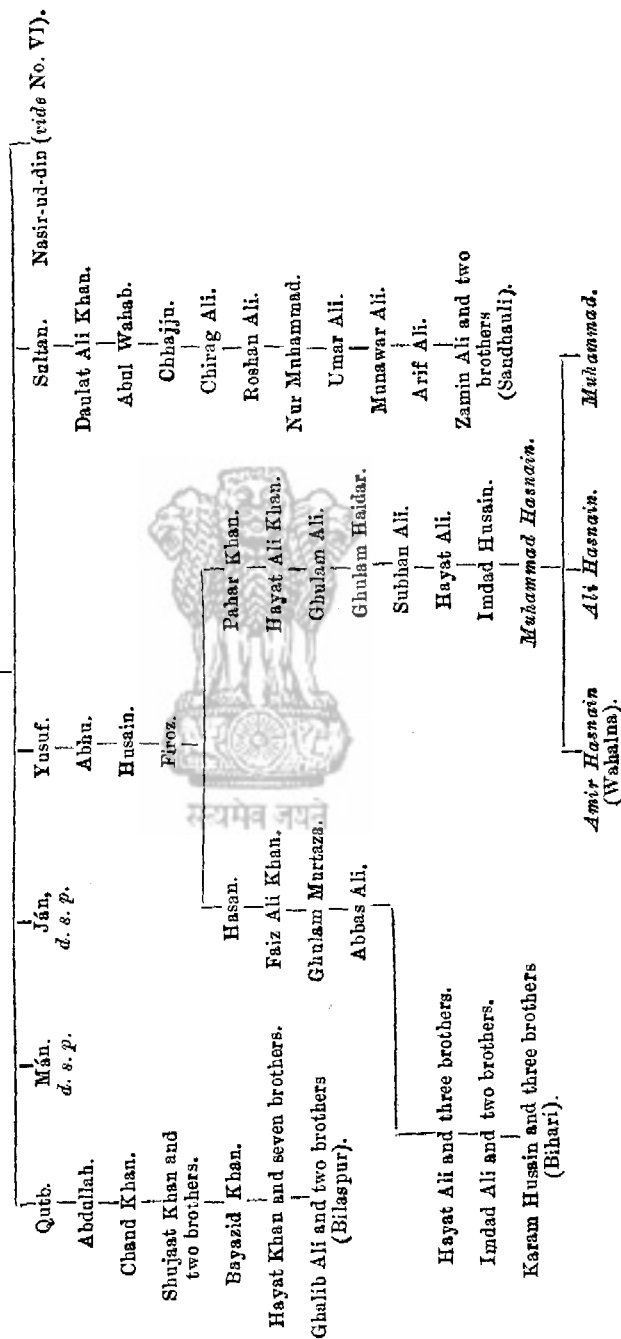 Qutb.
Abdullah.
Chand Khan.
Shujaat Khan and
two brothers.
Bayazid Khan.
Hayat Khan and seven brothers.
Ghalib Ali and two brothers
(Bilaspur).
Mán.
d. s. p.
Ján,
d. s. p.
Yusuf.
Abhu.
Husain.
Firoz.
Hasan.
Faiz Ali Khan.
Ghulam Murtaza.
Abbas Ali.
Hayat Ali and three brothers.
Imdad Ali and two brothers.
Karam Husain and three brothers
(Bihari).
Pahar Khan.
Hayat Ali Khan.
Ghulam Ali.
Ghulam Haidar.
Subhan Ali.
Hayat Ali.
Imdad Husain.
Muhammad Hasnain.
Amir Hasnain
(Wahalna).
Ali Hasnain.
Muhammad.
Sultan.
Daulat Ali Khan.
Abul Wahab.
Chhajju.
Chirag Ali.
Roshan Ali.
Nur Muhammad.
Umar Ali.
Munawar Ali.
Arif Ali.
Zamin Ali and two
brothers
(Sandhauli).
Nasir-ud-din (vide No. VI).
सत्यमेव जयते